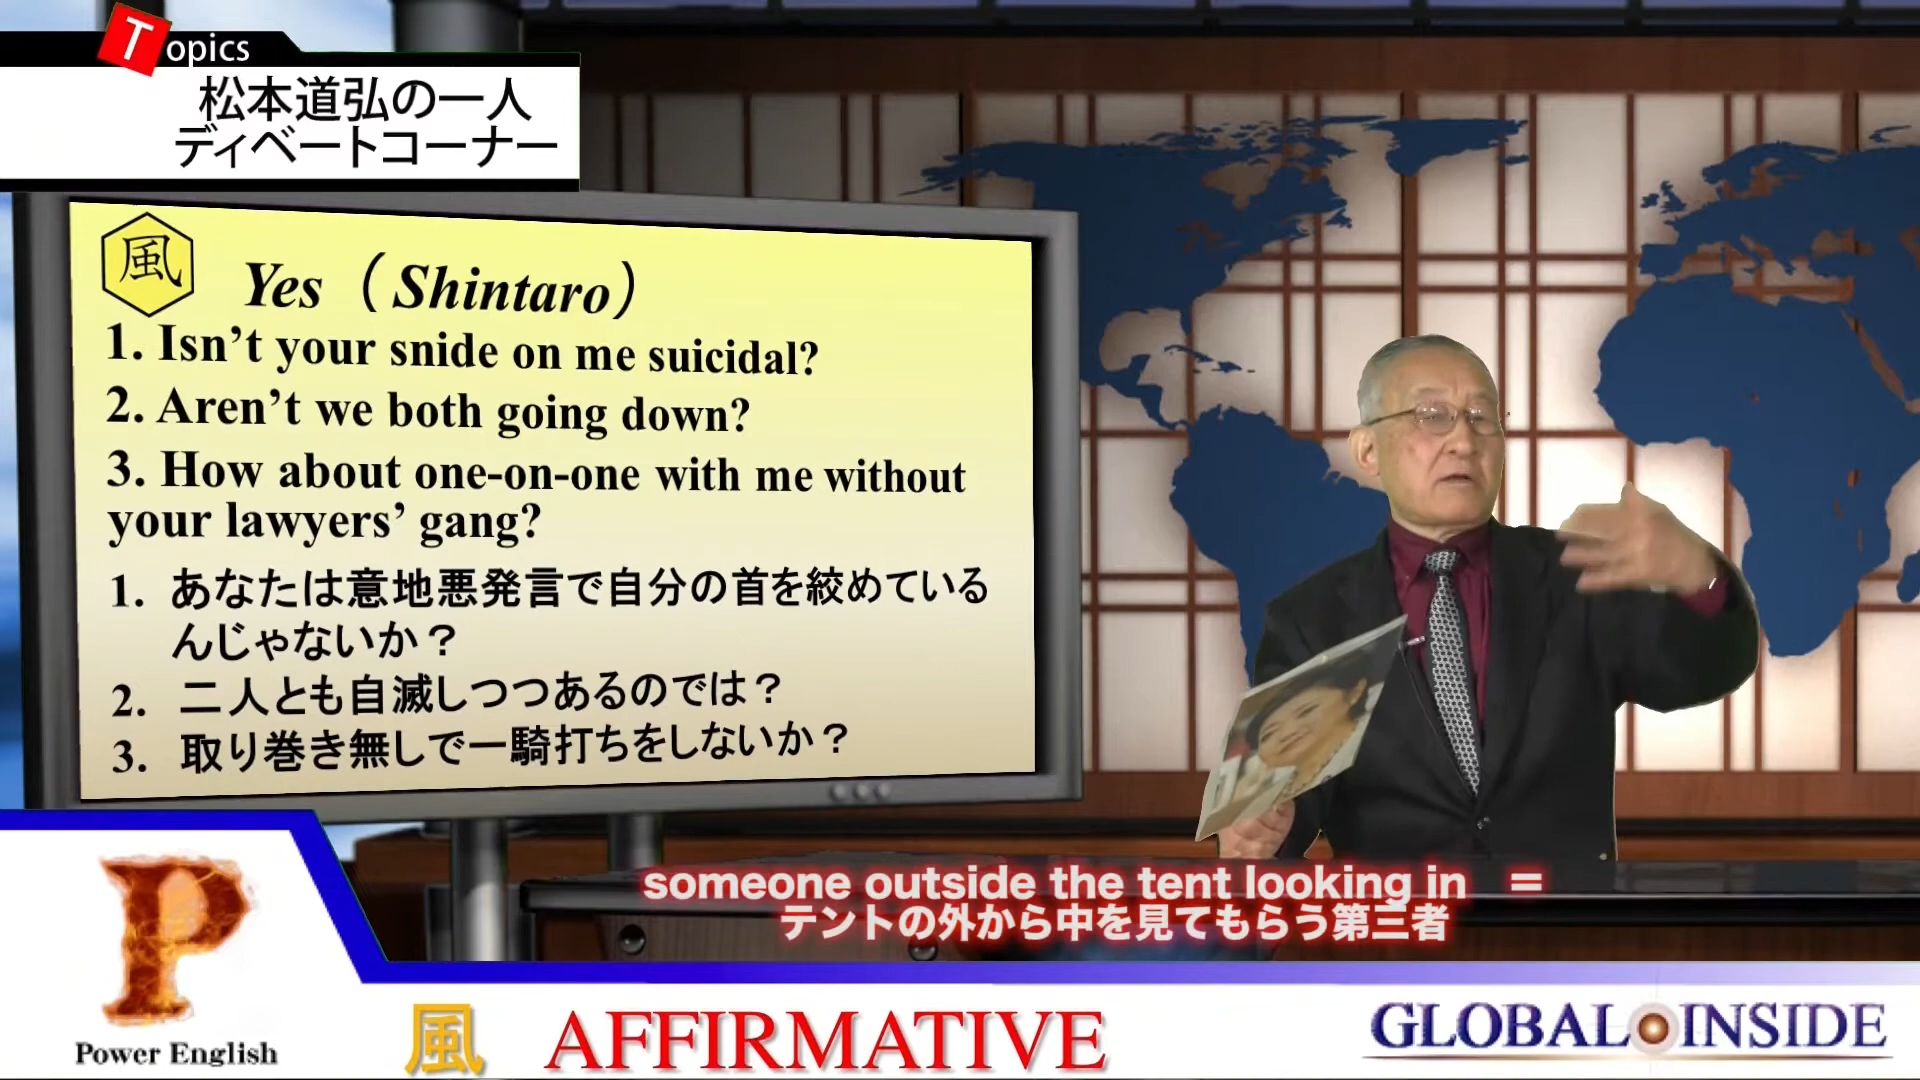 Topics
松本道弘の一人
ディベートコーナー
風
Yes（Shintaro）
1. Isn’t your snide on me suicidal?
2. Aren’t we both going down?
3. How about one-on-one with me without
your lawyers’ gang?
1. あなたは意地悪発言で自分の首を絞めている
んじゃないか？
2. 二人とも自滅しつつあるのでは？
3. 取り巻き無しで一騎打ちをしないか？
someone outside the tent looking in =
テントの外から中を見てもらう第三者
P
Power English
風 AFFIRMATIVE
GLOBAL INSIDE